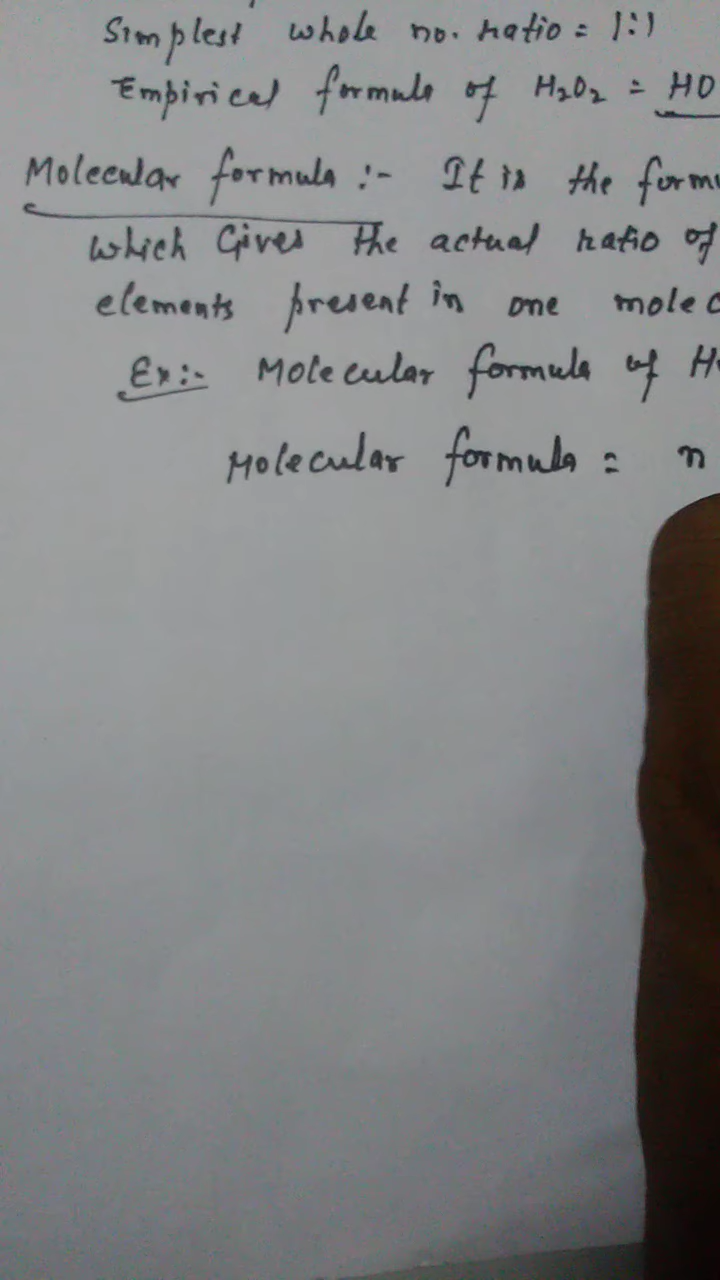 Simplest whole no. ratio = 1:1
Empirical formula of H₂O₂ = HO
Molecular formula :- It is the form
which Gives the actual ratio of
elements present in one molec
Ex:- Molecular formula of H
Molecular formula = n